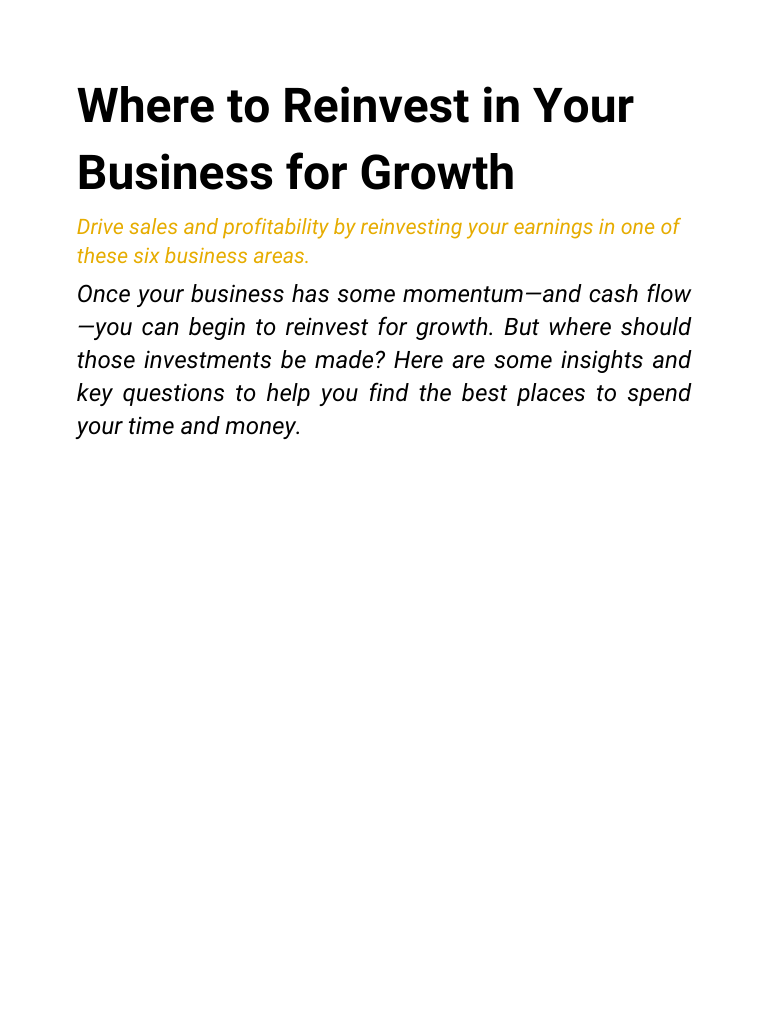 Where to Reinvest in Your
Business for Growth
Drive sales and profitability by reinvesting your earnings in one of
these six business areas.
Once your business has some momentum—and cash flow
—you can begin to reinvest for growth. But where should
those investments be made? Here are some insights and
key questions to help you find the best places to spend
your time and money.